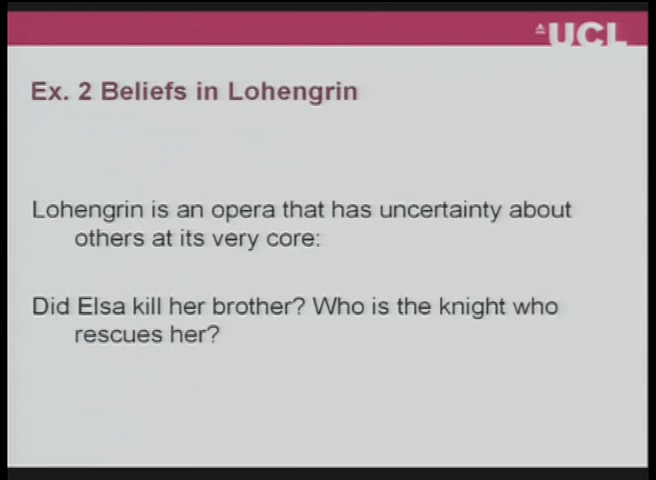 UCL
Ex. 2 Beliefs in Lohengrin
Lohengrin is an opera that has uncertainty about
others at its very core:
Did Elsa kill her brother? Who is the knight who
rescues her?